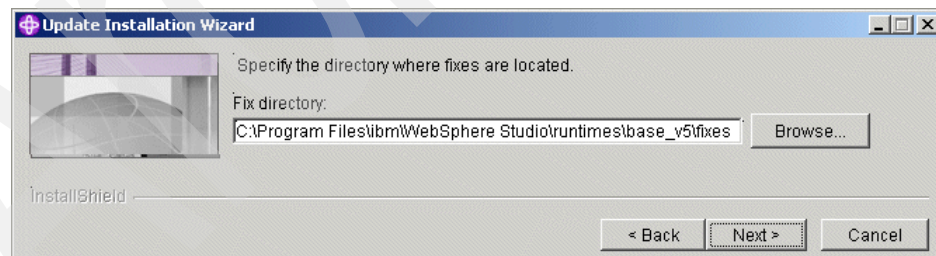 Update Installation Wizard
Specify the directory where fixes are located.
Fix directory:
C:\Program Files\ibm\WebSphere Studio\runtimes\base_v5\fixes Browse...
InstallShield
< Back Next > Cancel